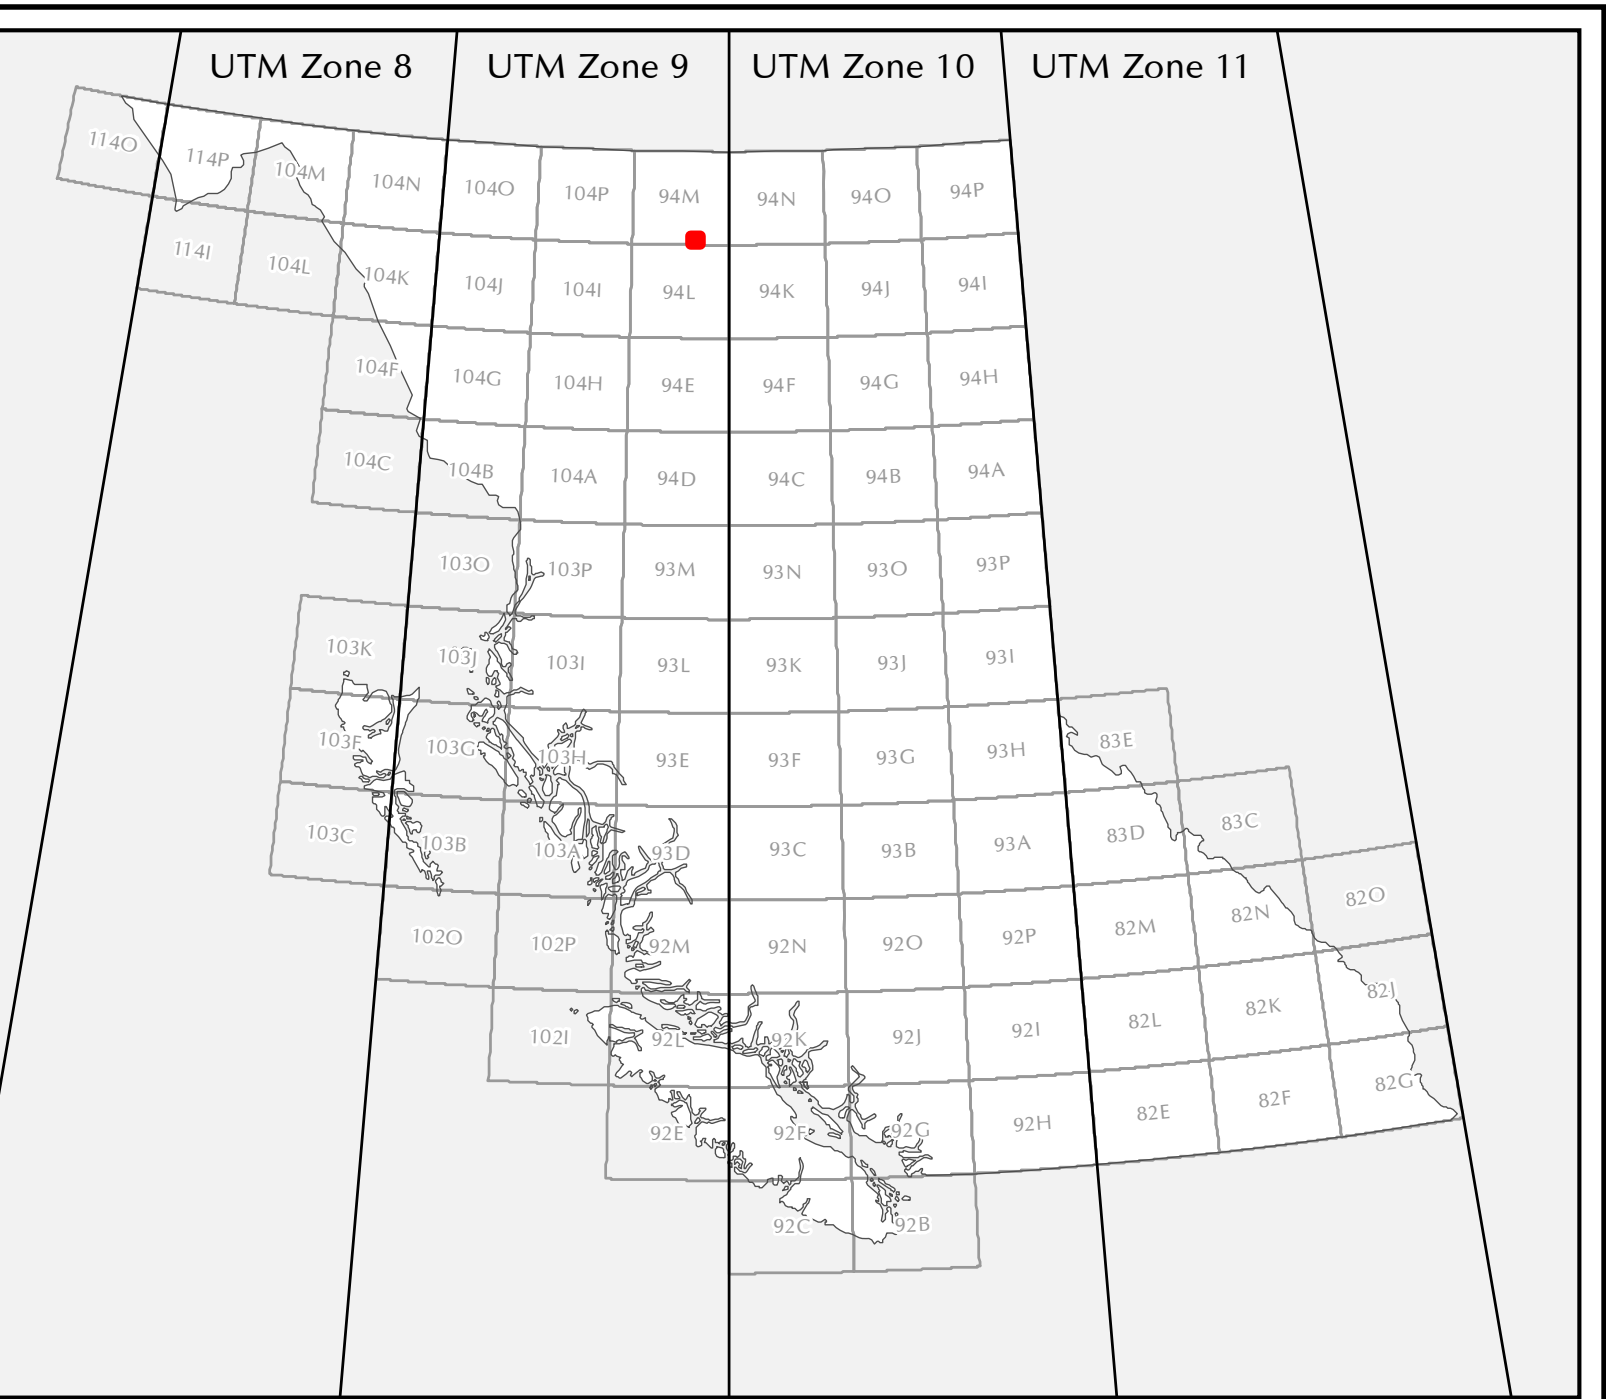 UTM Zone 8 UTM Zone 9 UTM Zone 10 UTM Zone 11
114O 114P 104M 104N 104O 104P 94M 94N 94O 94P
114I 104L 104K 104J 104I 94L 94K 94J 94I
104F 104G 104H 94E 94F 94G 94H
104C 104B 104A 94D 94C 94B 94A
103O 103P 93M 93N 93O 93P
103K 103J 103I 93L 93K 93J 93I
103F 103G 103H 93E 93F 93G 93H 83E
103C 103B 103A 93D 93C 93B 93A 83D 83C
102O 102P 92M 92N 92O 92P 82M 82N 82O
102I 92L 92K 92J 92I 82L 82K 82J
92E 92F 92G 92H 82E 82F 82G
92C 92B